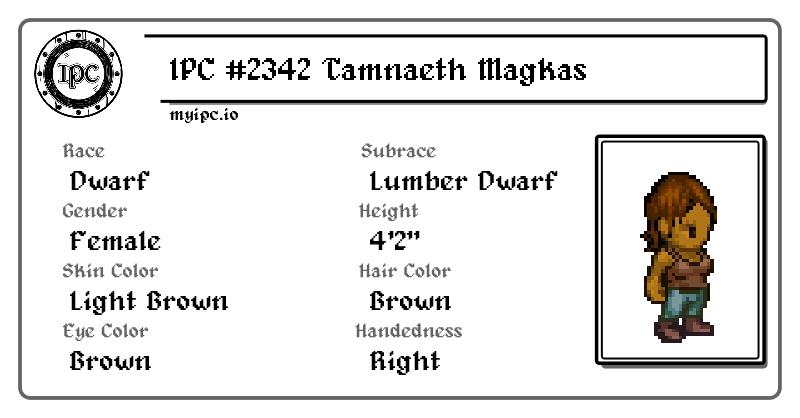 IPC
IPC #2342 Tamnaeth Magkas
myipc.io
Race
Subrace
Dwarf
Lumber Dwarf
Gender
Height
Female
4'2"
Skin Color
Hair Color
Light Brown
Brown
Eye Color
Handedness
Brown
Right